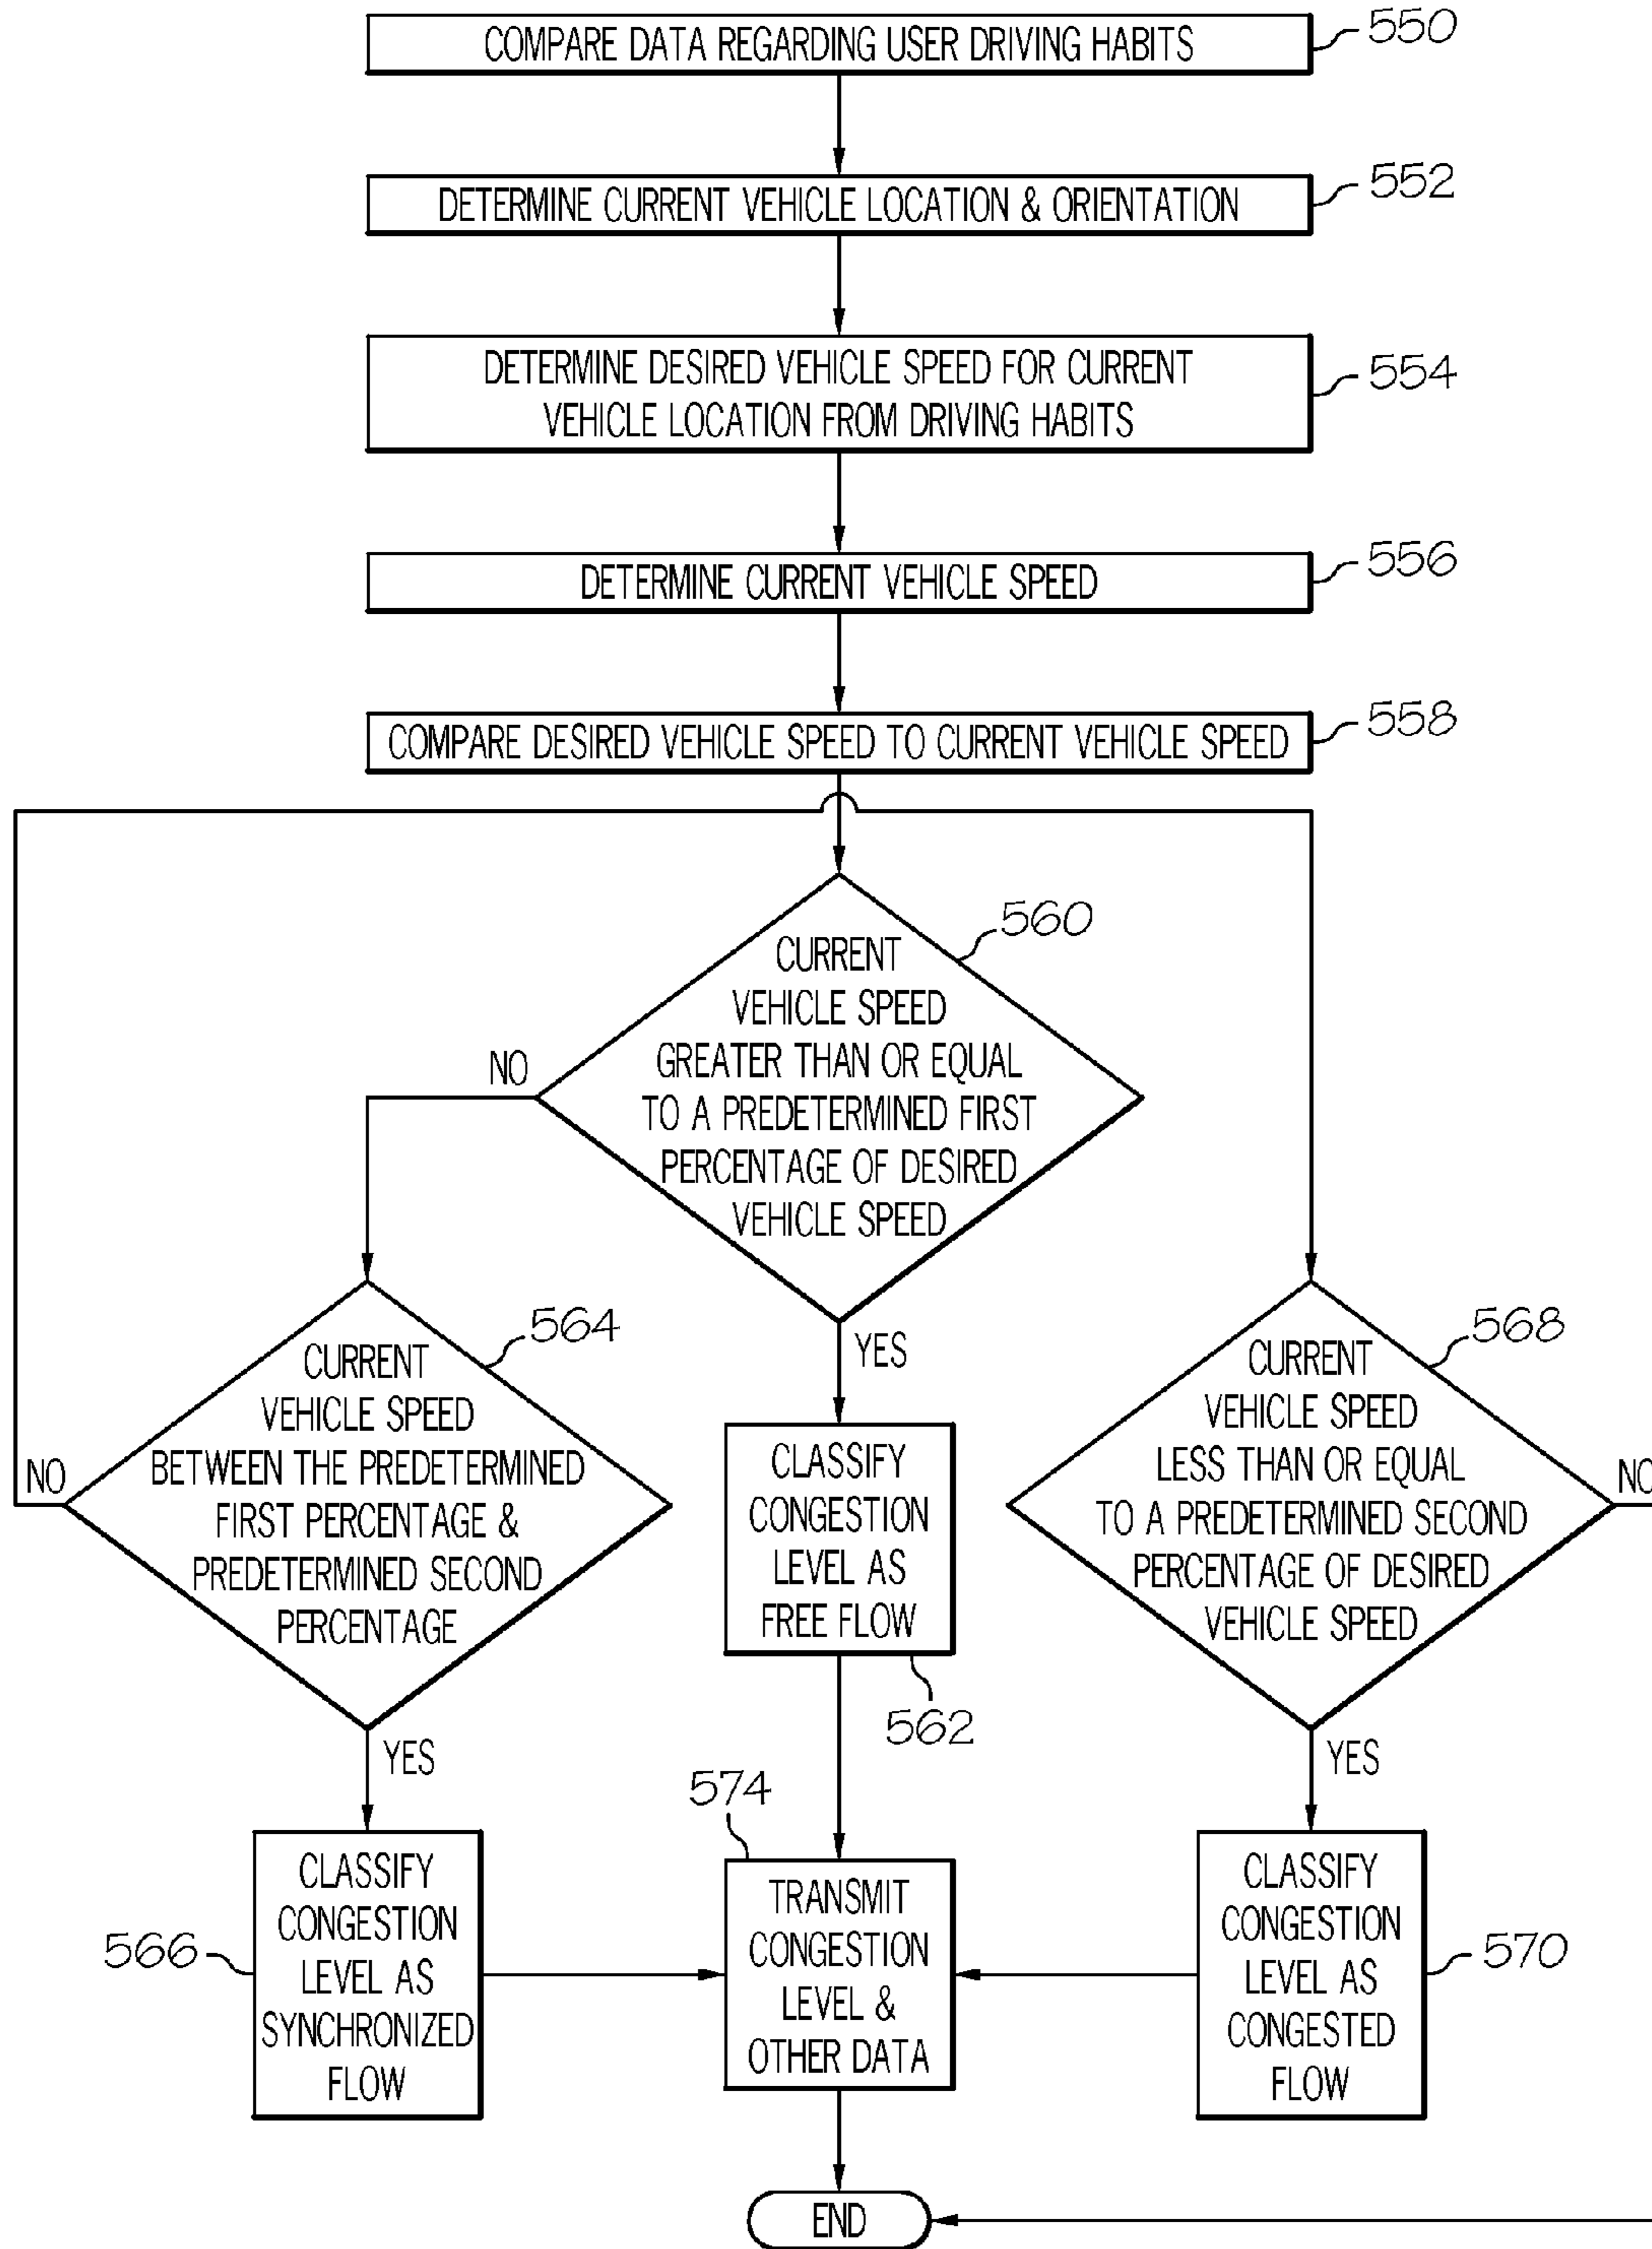 COMPARE DATA REGARDING USER DRIVING HABITS
550
DETERMINE CURRENT VEHICLE LOCATION & ORIENTATION
552
DETERMINE DESIRED VEHICLE SPEED FOR CURRENT
VEHICLE LOCATION FROM DRIVING HABITS
554
DETERMINE CURRENT VEHICLE SPEED
556
COMPARE DESIRED VEHICLE SPEED TO CURRENT VEHICLE SPEED
558
560
CURRENT
VEHICLE SPEED
GREATER THAN OR EQUAL
TO A PREDETERMINED FIRST
PERCENTAGE OF DESIRED
VEHICLE SPEED
NO
YES
564
CURRENT
VEHICLE SPEED
BETWEEN THE PREDETERMINED
FIRST PERCENTAGE &
PREDETERMINED SECOND
PERCENTAGE
NO
YES
CLASSIFY
CONGESTION
LEVEL AS
FREE FLOW
562
568
CURRENT
VEHICLE SPEED
LESS THAN OR EQUAL
TO A PREDETERMINED SECOND
PERCENTAGE OF DESIRED
VEHICLE SPEED
NO
YES
566
CLASSIFY
CONGESTION
LEVEL AS
SYNCHRONIZED
FLOW
574
TRANSMIT
CONGESTION
LEVEL &
OTHER DATA
CLASSIFY
CONGESTION
LEVEL AS
CONGESTED
FLOW
570
END